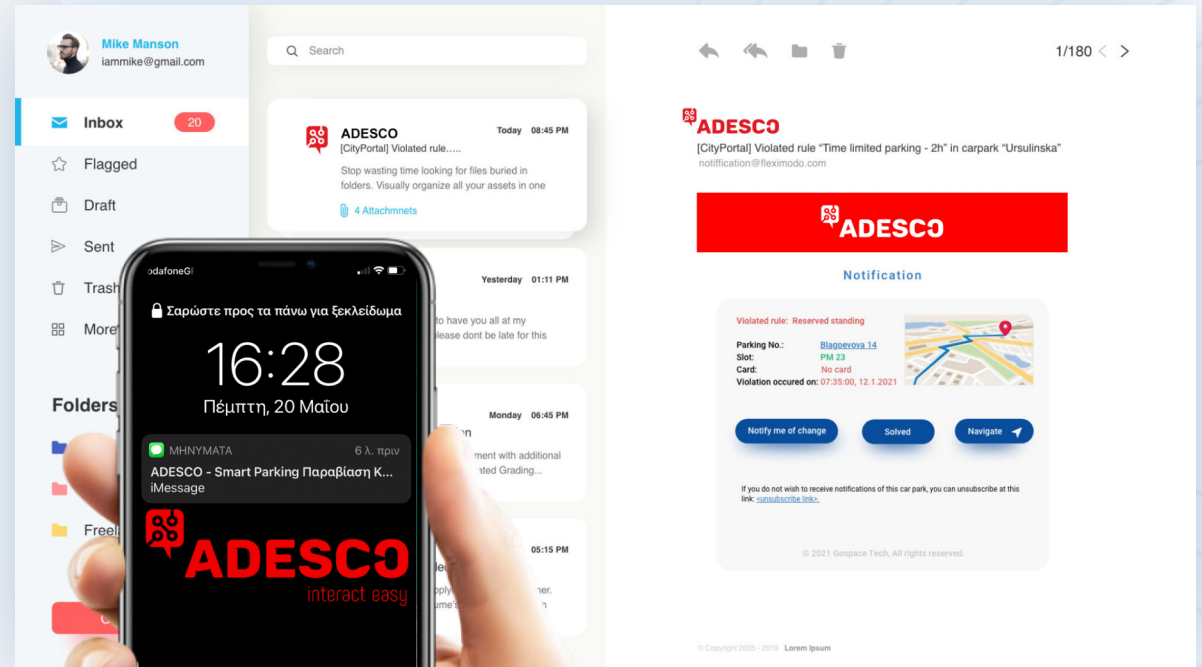 Mike Manson
iammike@gmail.com
Search
Inbox 20
Flagged
Draft
Sent
Trash
More
Folders
ADESCO Today 08:45 PM
[CityPortal] Violated rule.....
Stop wasting time looking for files buried in
folders. Visually organize all your assets in one
4 Attachmnets
Yesterday 01:11 PM
to have you all at my
please dont be late for this
Monday 06:45 PM
ment with additional
Grading...
05:15 PM
vodafoneGR
Σαρώστε προς τα πάνω για ξεκλείδωμα
16:28
Πέμπτη, 20 Μαΐου
ΜΗΝΥΜΑΤΑ 6 λ. πριν
ADESCO - Smart Parking Παραβίαση Κ...
iMessage
ADESCO
interact easy
1/180
ADESCO
[CityPortal] Violated rule “Time limited parking - 2h” in carpark “Ursulinska”
notiffication@fleximodo.com
ADESCO
Notification
Violated rule: Reserved standing
Parking No.: Blagoevova 14
Slot: PM 23
Card: No card
Violation occured on: 07:35:00, 12.1.2021
Notify me of change
Solved
Navigate
If you do not wish to receive notifications of this car park, you can unsubscribe at this
link: <unsubscribe link>.
© 2021 Gospace Tech, All rights reserved.
© Copyright 2005 - 2019 Lorem Ipsum